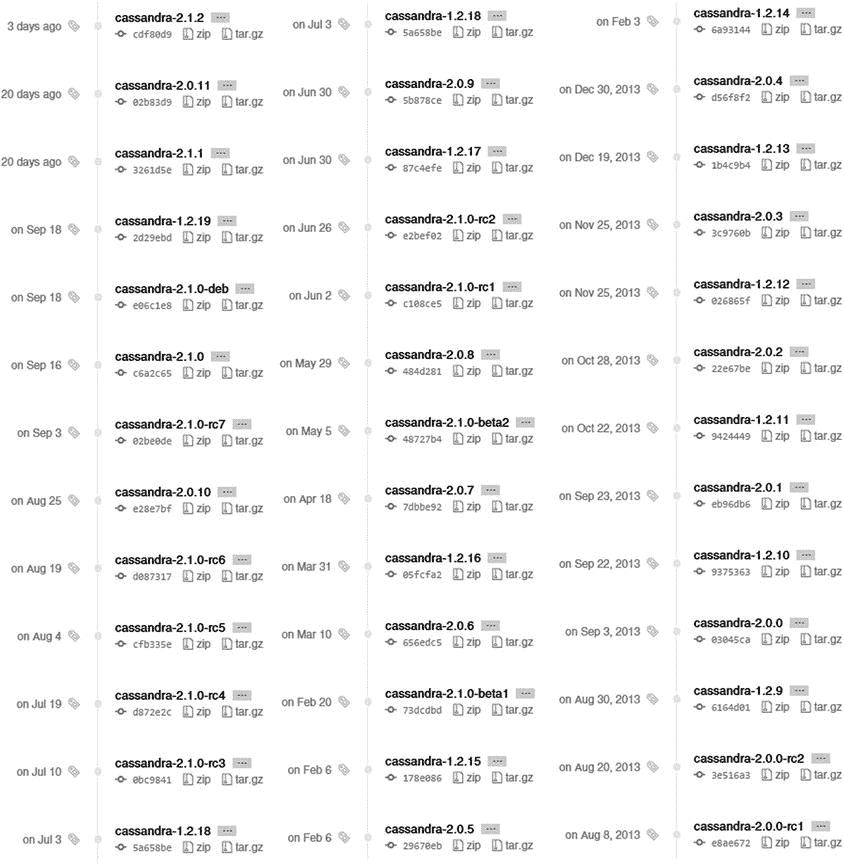 3 days ago cassandra-2.1.2 ...
cdf80d9 zip tar.gz
20 days ago cassandra-2.0.11 ...
02b83d9 zip tar.gz
20 days ago cassandra-2.1.1 ...
3261d5e zip tar.gz
on Sep 18 cassandra-1.2.19 ...
2d29ebd zip tar.gz
on Sep 18 cassandra-2.1.0-deb ...
e06c1e8 zip tar.gz
on Sep 16 cassandra-2.1.0 ...
c6a2c65 zip tar.gz
on Sep 3 cassandra-2.1.0-rc7 ...
02be0de zip tar.gz
on Aug 25 cassandra-2.0.10 ...
e28e7bf zip tar.gz
on Aug 19 cassandra-2.1.0-rc6 ...
d087317 zip tar.gz
on Aug 4 cassandra-2.1.0-rc5 ...
cfb335e zip tar.gz
on Jul 19 cassandra-2.1.0-rc4 ...
d872e2c zip tar.gz
on Jul 10 cassandra-2.1.0-rc3 ...
0bc9841 zip tar.gz
on Jul 3 cassandra-1.2.18 ...
5a658be zip tar.gz
on Jul 3 cassandra-1.2.18 ...
5a658be zip tar.gz
on Jun 30 cassandra-2.0.9 ...
5b878ce zip tar.gz
on Jun 30 cassandra-1.2.17 ...
87c4efe zip tar.gz
on Jun 26 cassandra-2.1.0-rc2 ...
e2bef02 zip tar.gz
on Jun 2 cassandra-2.1.0-rc1 ...
c108ce5 zip tar.gz
on May 29 cassandra-2.0.8 ...
484d281 zip tar.gz
on May 5 cassandra-2.1.0-beta2 ...
48727b4 zip tar.gz
on Apr 18 cassandra-2.0.7 ...
7dbbe92 zip tar.gz
on Mar 31 cassandra-1.2.16 ...
05fcfa2 zip tar.gz
on Mar 10 cassandra-2.0.6 ...
656edc5 zip tar.gz
on Feb 20 cassandra-2.1.0-beta1 ...
73dcdbd zip tar.gz
on Feb 6 cassandra-1.2.15 ...
178e086 zip tar.gz
on Feb 6 cassandra-2.0.5 ...
29670eb zip tar.gz
on Feb 3 cassandra-1.2.14 ...
6a93144 zip tar.gz
on Dec 30, 2013 cassandra-2.0.4 ...
d56f8f2 zip tar.gz
on Dec 19, 2013 cassandra-1.2.13 ...
1b4c9b4 zip tar.gz
on Nov 25, 2013 cassandra-2.0.3 ...
3c9760b zip tar.gz
on Nov 25, 2013 cassandra-1.2.12 ...
026865f zip tar.gz
on Oct 28, 2013 cassandra-2.0.2 ...
22e67be zip tar.gz
on Oct 22, 2013 cassandra-1.2.11 ...
9424449 zip tar.gz
on Sep 23, 2013 cassandra-2.0.1 ...
eb96db6 zip tar.gz
on Sep 22, 2013 cassandra-1.2.10 ...
9375363 zip tar.gz
on Sep 3, 2013 cassandra-2.0.0 ...
03045ca zip tar.gz
on Aug 30, 2013 cassandra-1.2.9 ...
6164d01 zip tar.gz
on Aug 20, 2013 cassandra-2.0.0-rc2 ...
3e516a3 zip tar.gz
on Aug 8, 2013 cassandra-2.0.0-rc1 ...
e8ae672 zip tar.gz